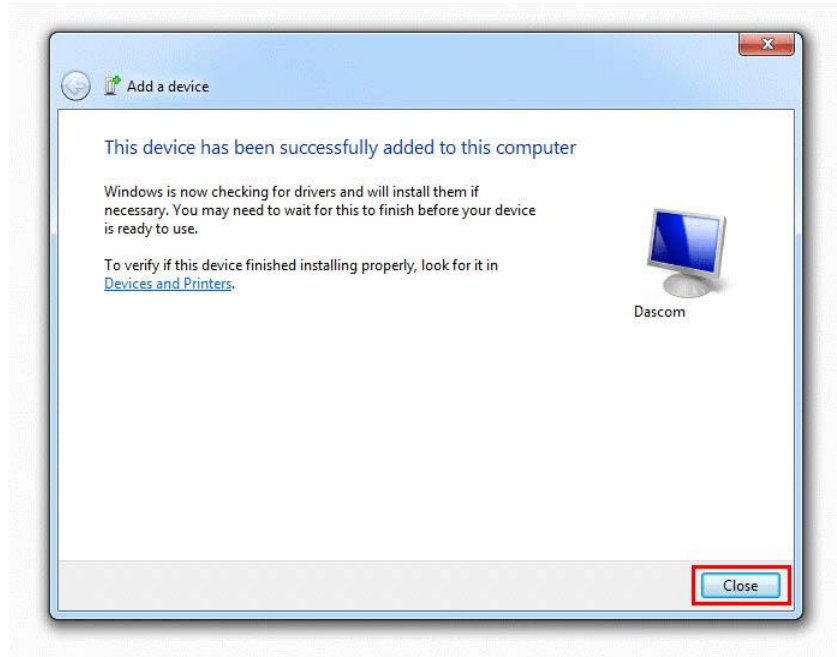 Add a device
This device has been successfully added to this computer
Windows is now checking for drivers and will install them if
necessary. You may need to wait for this to finish before your device
is ready to use.
To verify if this device finished installing properly, look for it in
Devices and Printers.
Dascom
Close